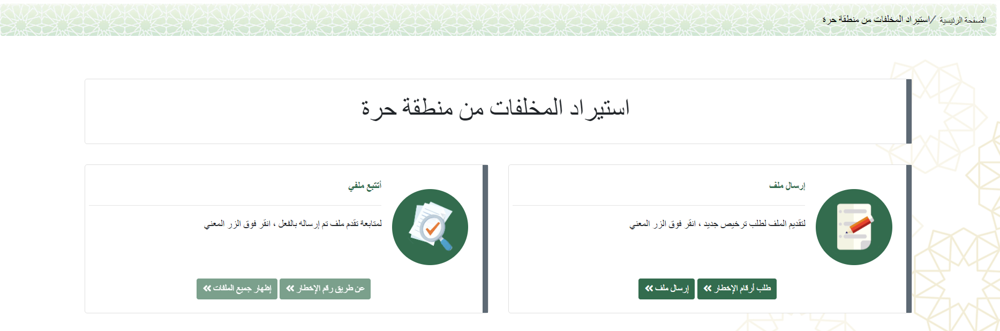 الصفحة الرئيسية / استيراد المخلفات من منطقة حرة
استيراد المخلفات من منطقة حرة
إرسال ملف
لتقديم الملف لطلب ترخيص جديد ، انقر فوق الزر المعني
طلب أرقام الإخطار »
إرسال ملف »
أتتبع ملفي
لمتابعة تقدم ملف تم إرساله بالفعل ، انقر فوق الزر المعني
عن طريق رقم الإخطار »
إظهار جميع الملفات »